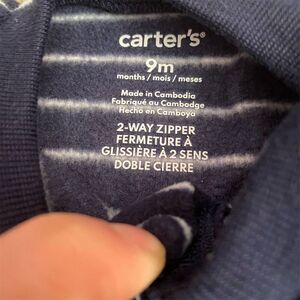 carter's®
9m
months / mois / meses
Made in Cambodia
Fabriqué au Cambodge
Hecho en Camboya
2-WAY ZIPPER
FERMETURE À
GLISSIÈRE À 2 SENS
DOBLE CIERRE